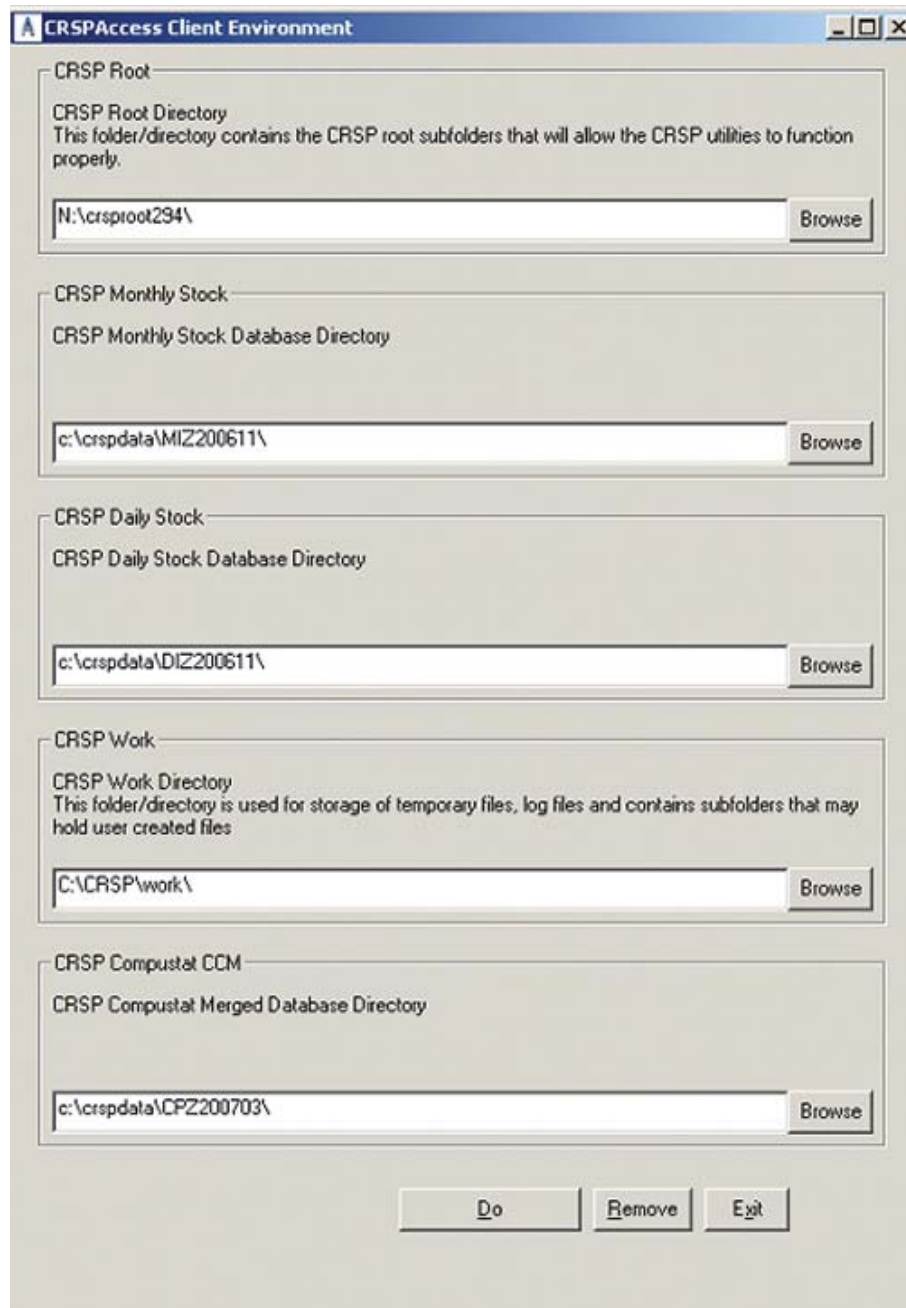 CRSPAccess Client Environment
CRSP Root
CRSP Root Directory
This folder/directory contains the CRSP root subfolders that will allow the CRSP utilities to function
properly.
N:\crsproot294\
Browse
CRSP Monthly Stock
CRSP Monthly Stock Database Directory
c:\crspdata\MIZ200611\
Browse
CRSP Daily Stock
CRSP Daily Stock Database Directory
c:\crspdata\DIZ200611\
Browse
CRSP Work
CRSP Work Directory
This folder/directory is used for storage of temporary files, log files and contains subfolders that may
hold user created files
C:\CRSP\work\
Browse
CRSP Compustat CCM
CRSP Compustat Merged Database Directory
c:\crspdata\CPZ200703\
Browse
Do Remove Exit